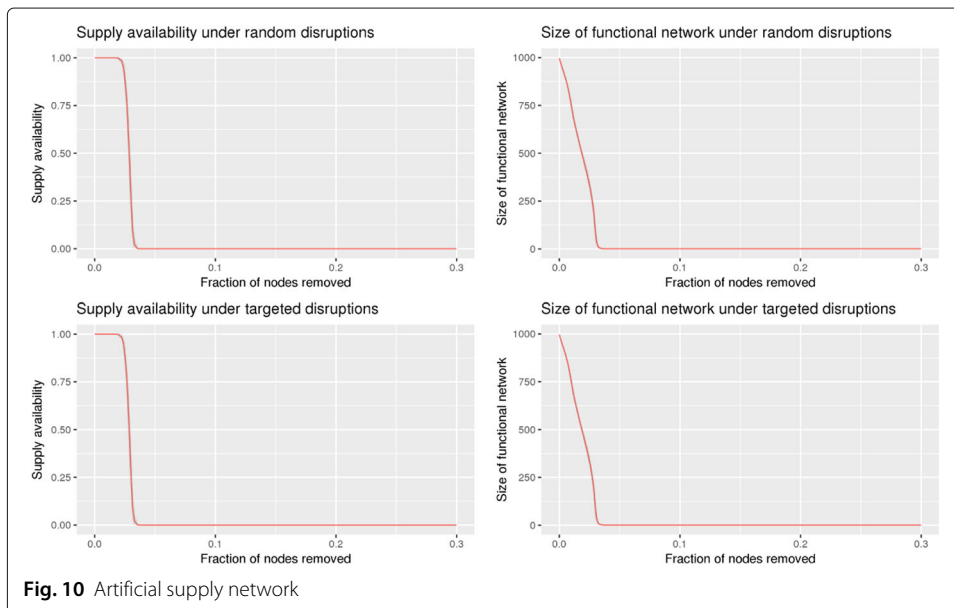 Supply availability under random disruptions
1.00
0.75
0.50
0.25
0.00
Supply availability
0.0 0.1 0.2 0.3
Fraction of nodes removed
Size of functional network under random disruptions
1000
750
500
250
0
Size of functional network
0.0 0.1 0.2 0.3
Fraction of nodes removed
Supply availability under targeted disruptions
1.00
0.75
0.50
0.25
0.00
Supply availability
0.0 0.1 0.2 0.3
Fraction of nodes removed
Size of functional network under targeted disruptions
1000
750
500
250
0
Size of functional network
0.0 0.1 0.2 0.3
Fraction of nodes removed
Fig. 10 Artificial supply network